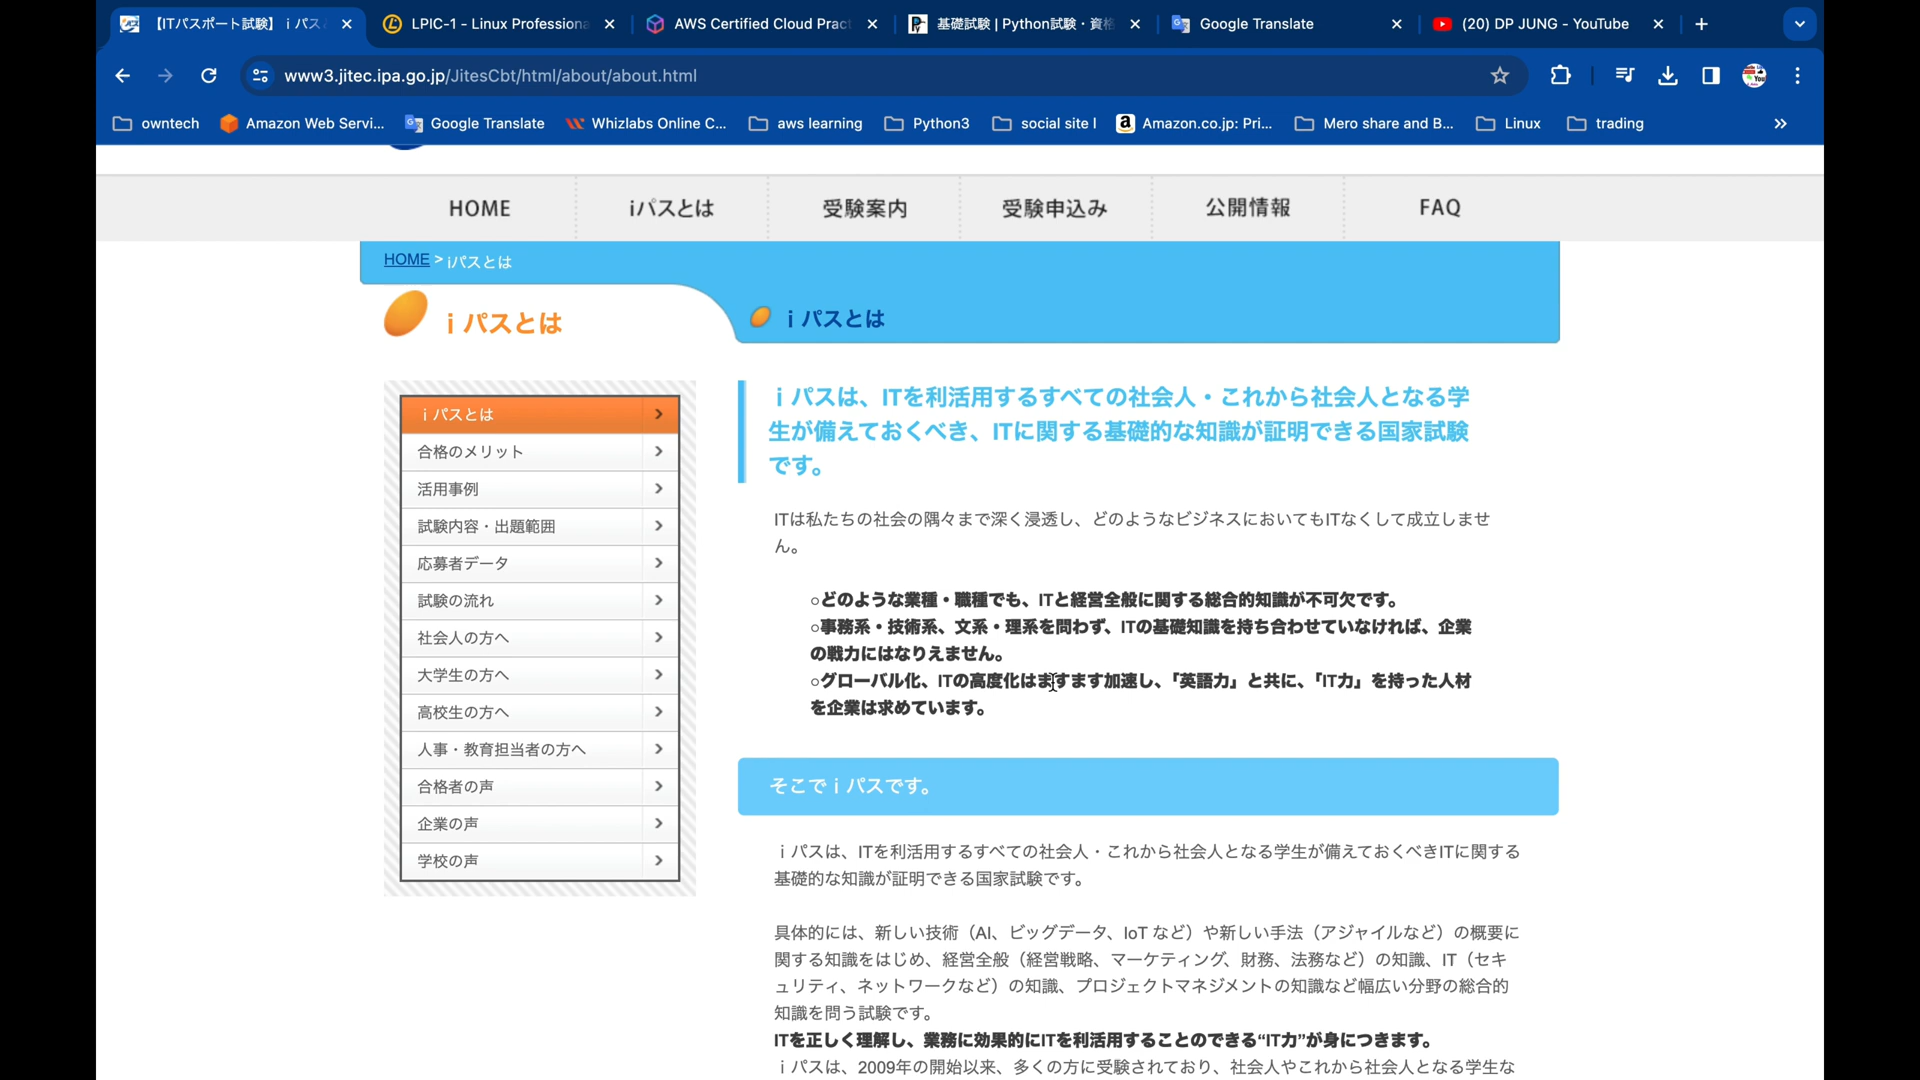 【ITパスポート試験】ｉパス
LPIC-1 - Linux Professiona
AWS Certified Cloud Pract
基礎試験 | Python試験・資格
Google Translate
(20) DP JUNG - YouTube
www3.jitec.ipa.go.jp/JitesCbt/html/about/about.html
owntech
Amazon Web Servi...
Google Translate
Whizlabs Online C...
aws learning
Python3
social site l
Amazon.co.jp: Pri...
Mero share and B...
Linux
trading
HOME
iパスとは
受験案内
受験申込み
公開情報
FAQ
HOME > iパスとは
ｉパスとは
ｉパスとは
ｉパスとは
合格のメリット
活用事例
試験内容・出題範囲
応募者データ
試験の流れ
社会人の方へ
大学生の方へ
高校生の方へ
人事・教育担当者の方へ
合格者の声
企業の声
学校の声
ｉパスは、ITを利活用するすべての社会人・これから社会人となる学
生が備えておくべき、ITに関する基礎的な知識が証明できる国家試験
です。
ITは私たちの社会の隅々まで深く浸透し、どのようなビジネスにおいてもITなくして成立しませ
ん。
○どのような業種・職種でも、ITと経営全般に関する総合的知識が不可欠です。
○事務系・技術系、文系・理系を問わず、ITの基礎知識を持ち合わせていなければ、企業
の戦力にはなりえません。
○グローバル化、ITの高度化はますます加速し、「英語力」と共に、「IT力」を持った人材
を企業は求めています。
そこでｉパスです。
ｉパスは、ITを利活用するすべての社会人・これから社会人となる学生が備えておくべきITに関する
基礎的な知識が証明できる国家試験です。
具体的には、新しい技術（AI、ビッグデータ、IoT など）や新しい手法（アジャイルなど）の概要に
関する知識をはじめ、経営全般（経営戦略、マーケティング、財務、法務など）の知識、IT（セキ
ュリティ、ネットワークなど）の知識、プロジェクトマネジメントの知識など幅広い分野の総合的
知識を問う試験です。
ITを正しく理解し、業務に効果的にITを利活用することのできる“IT力”が身につきます。
ｉパスは、2009年の開始以来、多くの方に受験されており、社会人やこれから社会人となる学生な